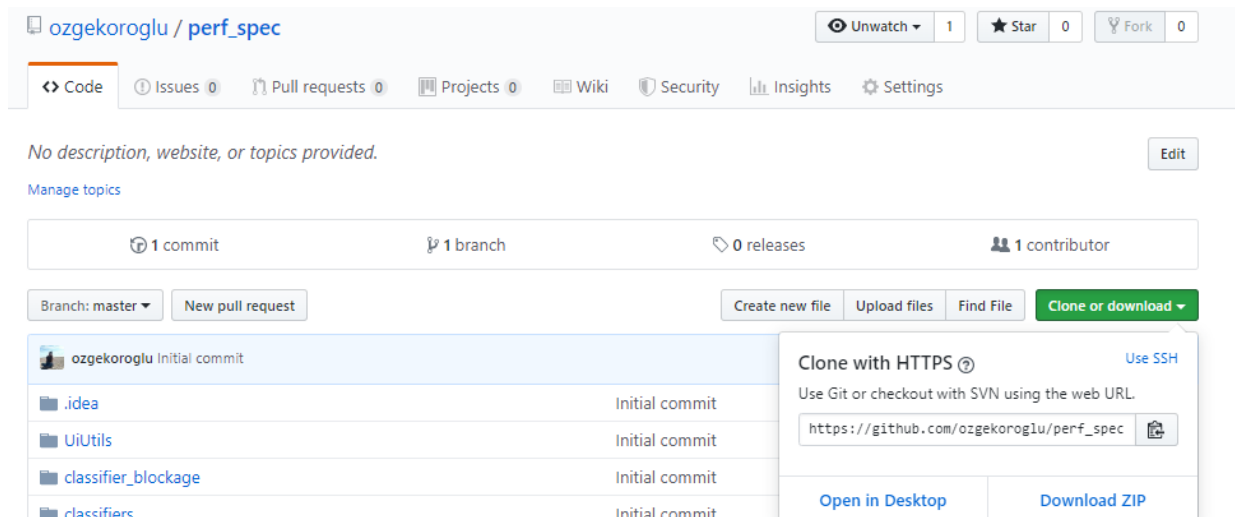 ozgekoroglu / perf_spec
Unwatch 1 Star 0 Fork 0
Code Issues 0 Pull requests 0 Projects 0 Wiki Security Insights Settings
No description, website, or topics provided.
Edit
Manage topics
1 commit 1 branch 0 releases 1 contributor
Branch: master New pull request Create new file Upload files Find File Clone or download
ozgekoroglu Initial commit
.idea Initial commit
UiUtils Initial commit
classifier_blockage Initial commit
classifiers Initial commit
Clone with HTTPS Use SSH
Use Git or checkout with SVN using the web URL.
https://github.com/ozgekoroglu/perf_spec
Open in Desktop Download ZIP